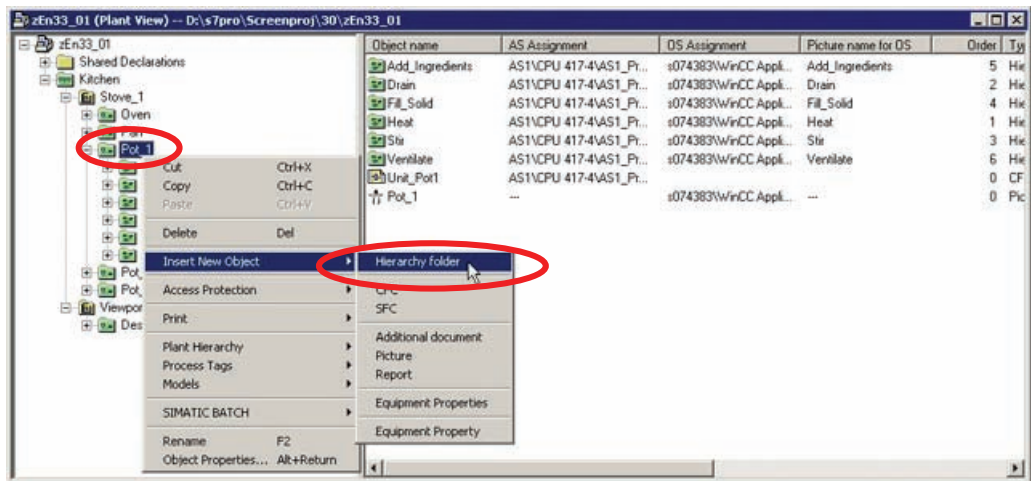 zEn33_01 (Plant View) -- D:\s7pro\Screenproj\30\zEn33_01
zEn33_01
Shared Declarations
Kitchen
Stove_1
Oven
Pan
Pot_1
Pot_
Pot_
Viewpor
Des
Cut Ctrl+X
Copy Ctrl+C
Paste Ctrl+V
Delete Del
Insert New Object
Access Protection
Print
Plant Hierarchy
Process Tags
Models
SIMATIC BATCH
Rename F2
Object Properties... Alt+Return
Hierarchy folder
CFC
SFC
Additional document
Picture
Report
Equipment Properties
Equipment Property
Object name AS Assignment OS Assignment Picture name for OS Order Ty
Add_Ingredients AS1\CPU 417-4\AS1_Pr... s074383\WinCC Appli... Add_Ingredients 5 Hie
Drain AS1\CPU 417-4\AS1_Pr... s074383\WinCC Appli... Drain 2 Hie
Fill_Solid AS1\CPU 417-4\AS1_Pr... s074383\WinCC Appli... Fill_Solid 4 Hie
Heat AS1\CPU 417-4\AS1_Pr... s074383\WinCC Appli... Heat 1 Hie
Stir AS1\CPU 417-4\AS1_Pr... s074383\WinCC Appli... Stir 3 Hie
Ventilate AS1\CPU 417-4\AS1_Pr... s074383\WinCC Appli... Ventilate 6 Hie
Unit_Pot1 AS1\CPU 417-4\AS1_Pr... 0 CF
Pot_1 --- s074383\WinCC Appli... --- 0 Pic